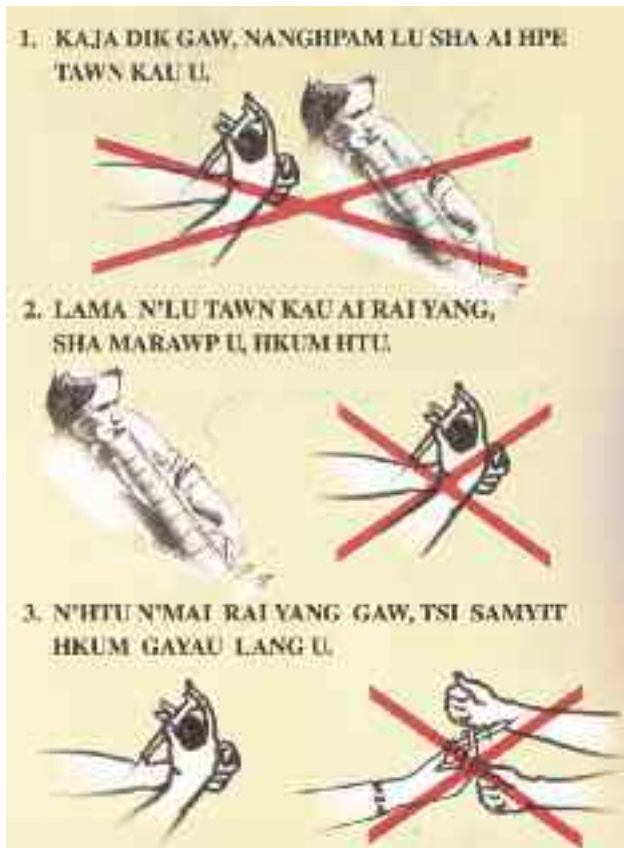 1. KAJA DIK GAW, NANGHPAM LU SHA AI HPE
TAWN KAU U.
2. LAMA N'LU TAWN KAU AI RAI YANG,
SHA MARAWP U, HKUM HTU.
3. N'HTU N'MAI RAI YANG GAW, TSI SAMYIT
HKUM GAYAU LANG U.